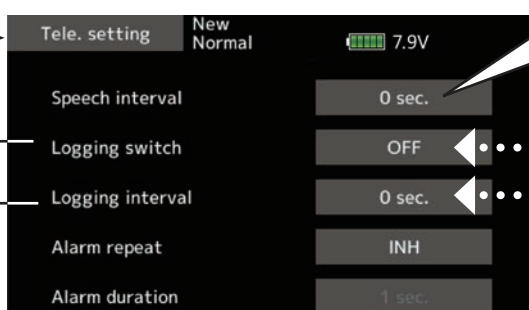 Tele. setting
New
Normal
7.9V
Speech interval 0 sec.
Logging switch OFF
Logging interval 0 sec.
Alarm repeat INH
Alarm duration 1 sec.